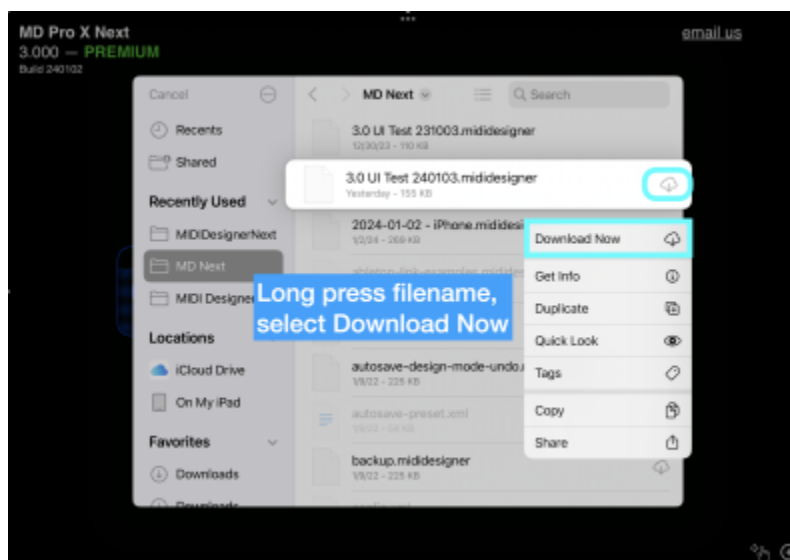 MD Pro X Next
3.000 — PREMIUM
Build 240102
email us
Cancel
MD Next
Search
Recents
Shared
Recently Used
MIDIDesignerNext
MD Next
MIDI Designer
Locations
iCloud Drive
On My iPad
Favorites
Downloads
Downloads
3.0 UI Test 231003.mididesigner
12/30/23 - 110 KB
3.0 UI Test 240103.mididesigner
Yesterday - 155 KB
2024-01-02 - iPhone.midides
1/2/24 - 269 KB
Long press filename,
select Download Now
autosave-design-mode-undo.
1/9/22 - 225 KB
autosave-preset.xml
backup.mididesigner
1/9/22 - 225 KB
Download Now
Get Info
Duplicate
Quick Look
Tags
Copy
Share